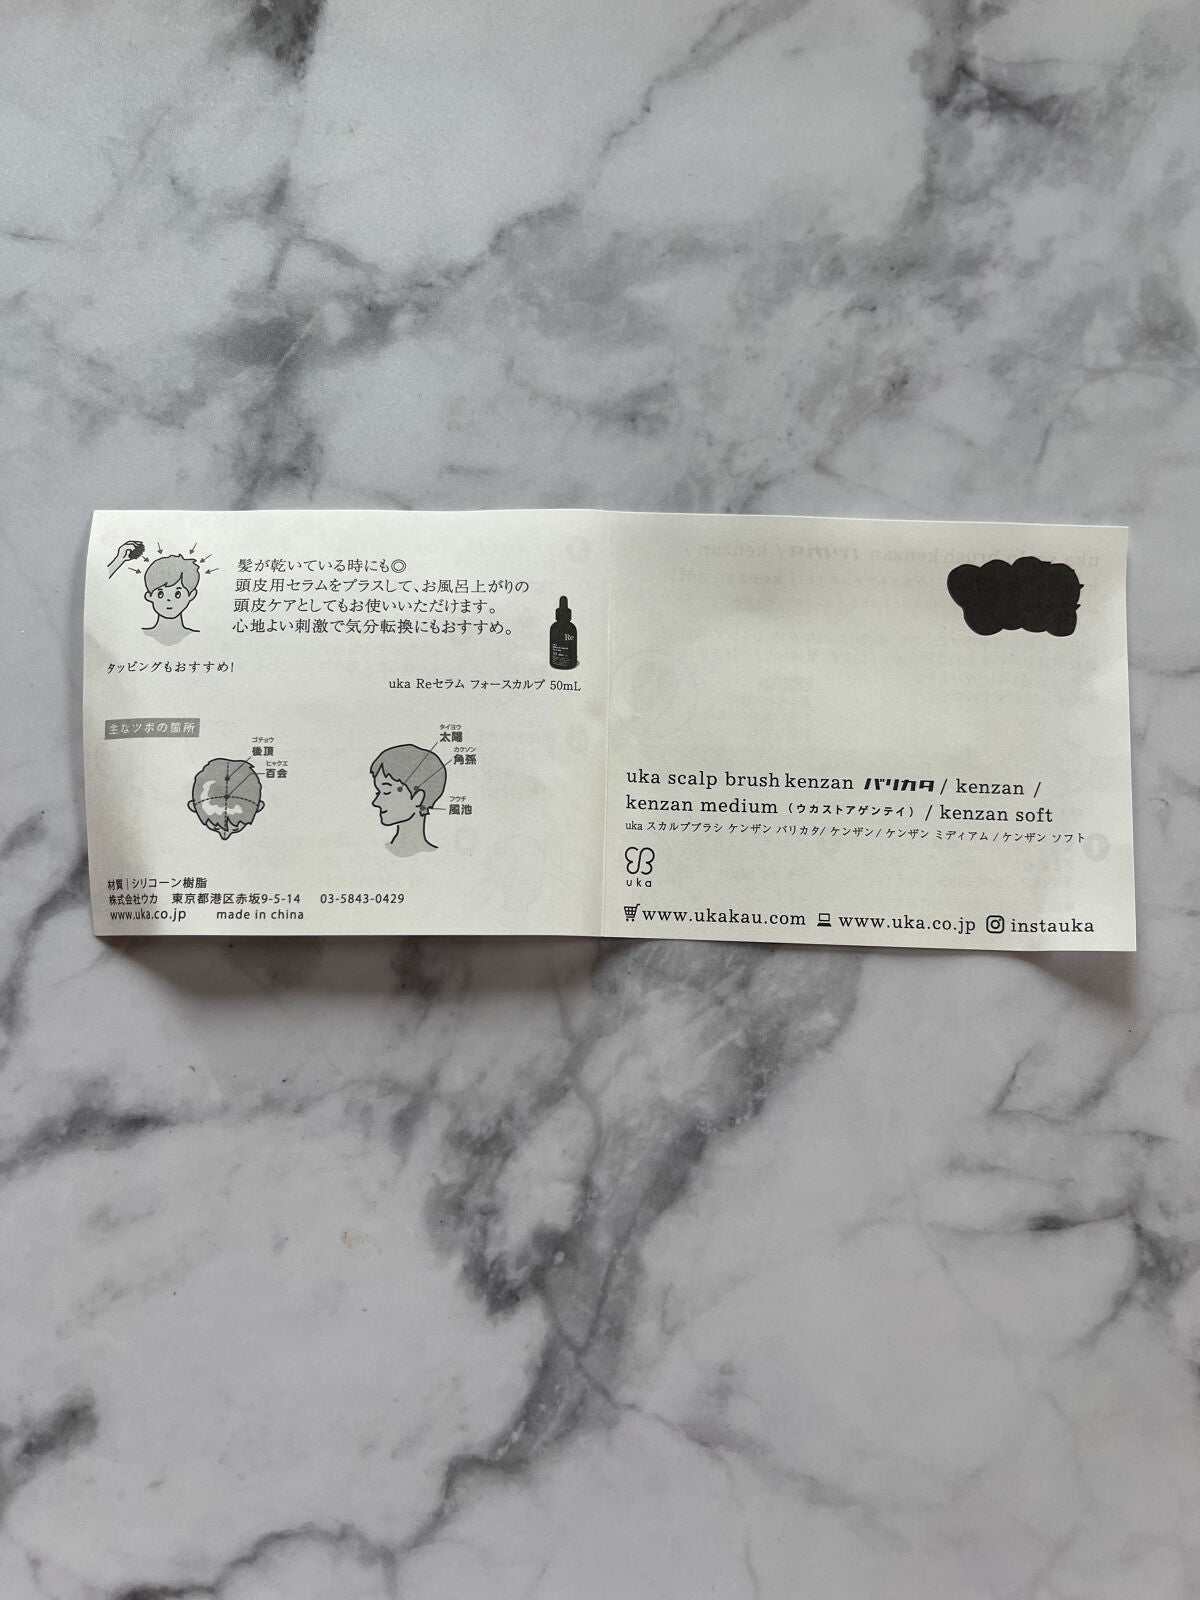 髪が乾いている時にも◎
頭皮用セラムをプラスして、お風呂上がりの
頭皮ケアとしてもお使いいただけます。
心地よい刺激で気分転換にもおすすめ。
タッピングもおすすめ!
Re
uka Reセラム フォースカルプ 50mL
主なツボの箇所
ゴチョウ
後頂
ヒャクエ
百会
タイヨウ
太陽
カクソン
角孫
フウチ
風池
材質|シリコーン樹脂
株式会社ウカ 東京都港区赤坂9-5-14 03-5843-0429
www.uka.co.jp made in china
uka scalp brush kenzan バリカタ / kenzan /
kenzan medium (ウカストアゲンテイ) / kenzan soft
uka スカルプブラシ ケンザン バリカタ/ ケンザン/ ケンザン ミディアム / ケンザン ソフト
uka
www.ukakau.com www.uka.co.jp instauka